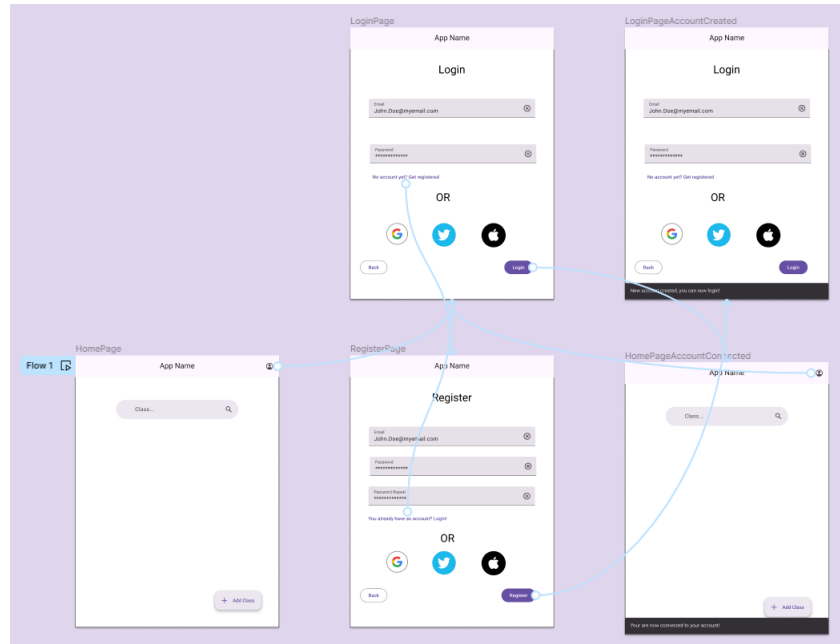 LoginPage
App Name
Login
Email
John.Doe@myemail.com
Password
*************
No account yet? Get registered
OR
Back
Login
LoginPageAccountCreated
App Name
Login
Email
John.Doe@myemail.com
Password
*************
No account yet? Get registered
OR
Back
Login
New account created, you can now login!
Flow 1
HomePage
App Name
Class...
+ Add Class
RegisterPage
App Name
Register
Email
John.Doe@myemail.com
Password
*************
Password Repeat
*************
You already have an account? Login!
OR
Back
Register
HomePageAccountConnected
App Name
Class...
+ Add Class
Your are now connected to your account!